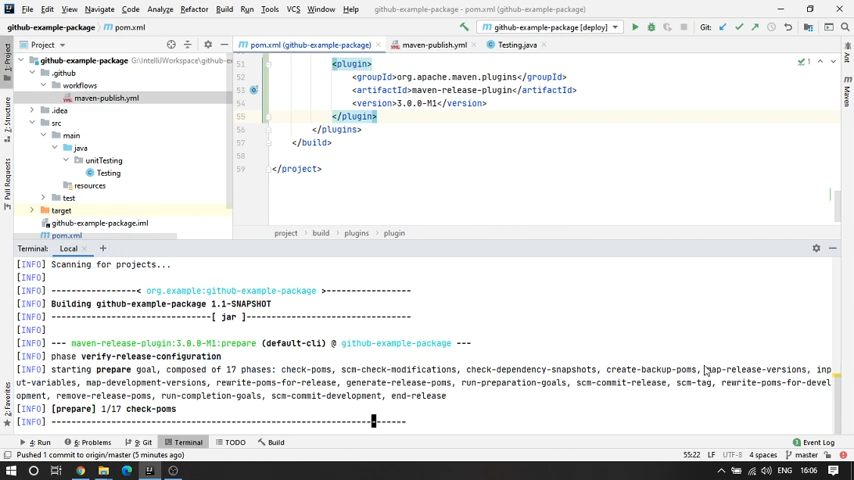 File Edit View Navigate Code Analyze Refactor Build Run Tools VCS Window Help github-example-package - pom.xml
github-example-package pom.xml
github-example-package [deploy] Git:
Project
pom.xml (github-example-package) maven-publish.yml Testing.java
github-example-package G:\IntelliJWorkspace\github-e
.github
workflows
maven-publish.yml
.idea
src
main
java
unitTesting
Testing
resources
test
target
github-example-package.iml
pom.xml
51 <plugin>
52 <groupId>org.apache.maven.plugins</groupId>
53 <artifactId>maven-release-plugin</artifactId>
54 <version>3.0.0-M1</version>
55 </plugin>
56 </plugins>
57 </build>
58
59 </project>
1
project build plugins plugin
1: Project
7: Structure
Pull Requests
2: Favorites
Ant
Maven
Terminal: Local +
[INFO] Scanning for projects...
[INFO]
[INFO] -----------------< org.example:github-example-package >-----------------
[INFO] Building github-example-package 1.1-SNAPSHOT
[INFO] --------------------------------[ jar ]---------------------------------
[INFO]
[INFO] --- maven-release-plugin:3.0.0-M1:prepare (default-cli) @ github-example-package ---
[INFO] phase verify-release-configuration
[INFO] starting prepare goal, composed of 17 phases: check-poms, scm-check-modifications, check-dependency-snapshots, create-backup-poms, map-release-versions, inp
ut-variables, map-development-versions, rewrite-poms-for-release, generate-release-poms, run-preparation-goals, scm-commit-release, scm-tag, rewrite-poms-for-devel
opment, remove-release-poms, run-completion-goals, scm-commit-development, end-release
[INFO] [prepare] 1/17 check-poms
[INFO] ------------------------------------------------------------------------
4: Run 6: Problems 9: Git Terminal TODO Build Event Log
Pushed 1 commit to origin/master (5 minutes ago) 55:22 LF UTF-8 4 spaces master
ENG 16:06